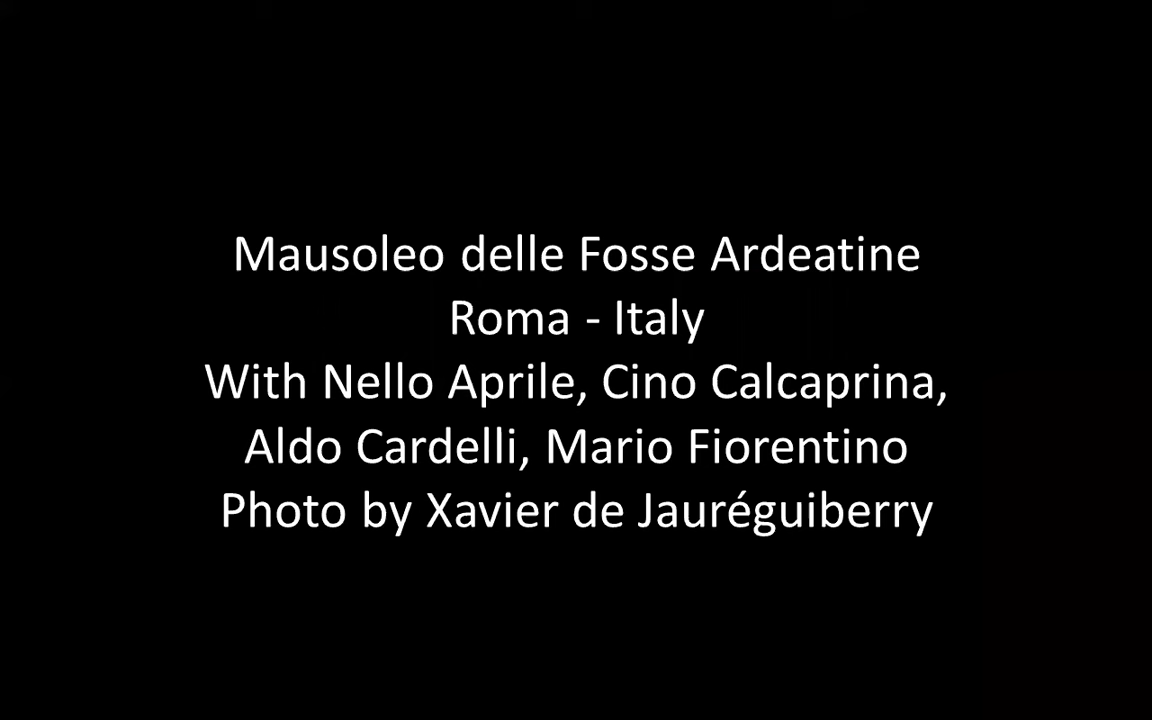 Mausoleo delle Fosse Ardeatine
Roma - Italy
With Nello Aprile, Cino Calcaprina,
Aldo Cardelli, Mario Fiorentino
Photo by Xavier de Jauréguiberry